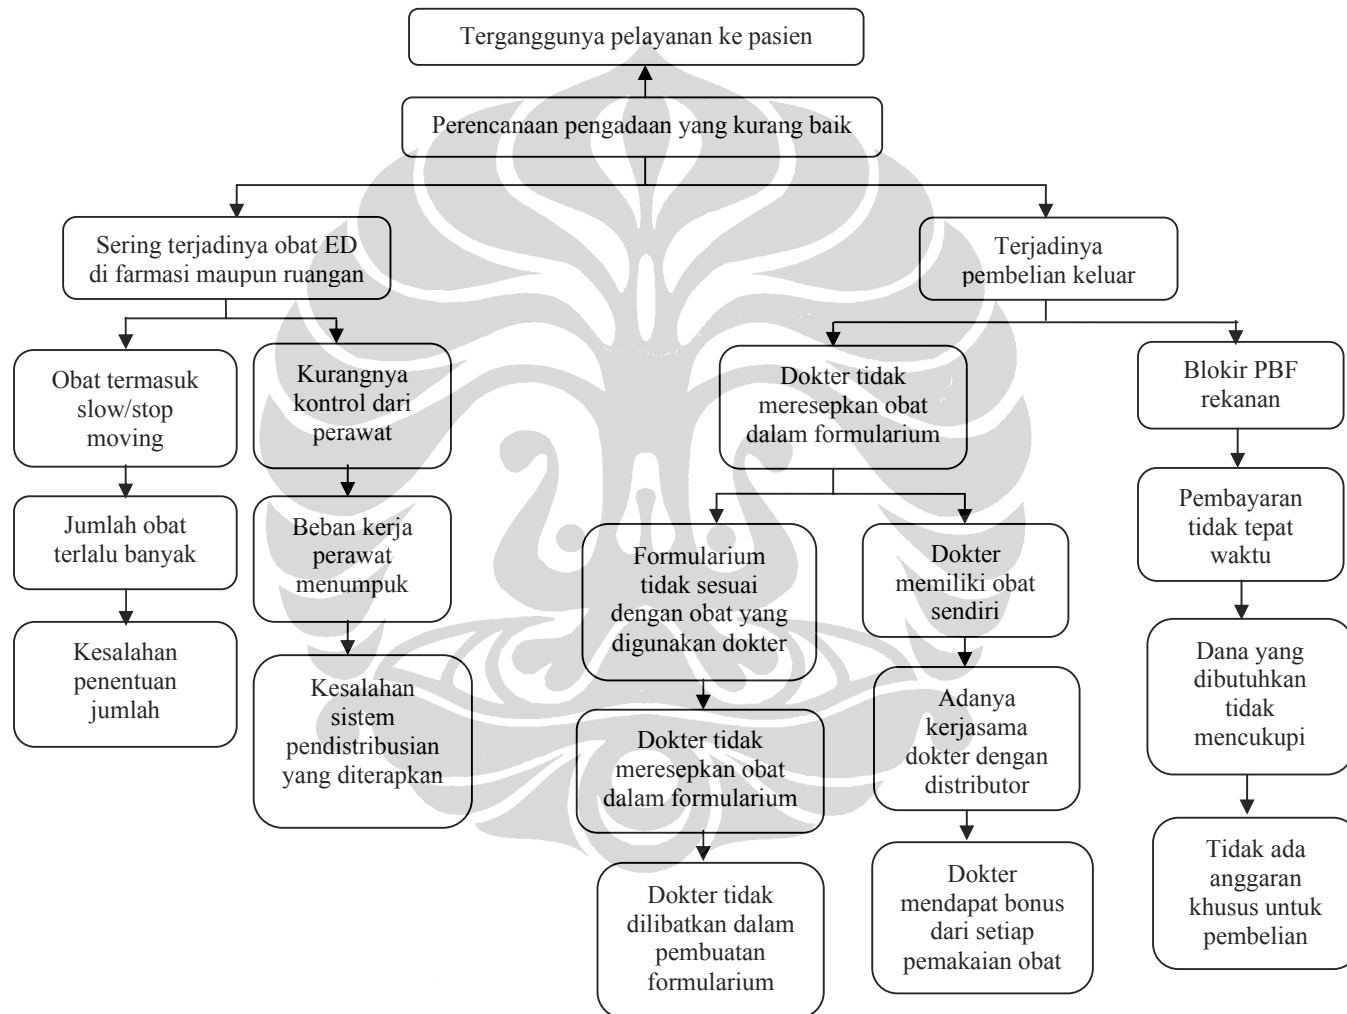 Terganggunya pelayanan ke pasien
Perencanaan pengadaan yang kurang baik
Sering terjadinya obat ED
di farmasi maupun ruangan
Terjadinya
pembelian keluar
Obat termasuk
slow/stop
moving
Kurangnya
kontrol dari
perawat
Dokter tidak
meresepkan obat
dalam formularium
Blokir PBF
rekanan
Jumlah obat
terlalu banyak
Beban kerja
perawat
menumpuk
Formularium
tidak sesuai
dengan obat yang
digunakan dokter
Dokter
memiliki obat
sendiri
Pembayaran
tidak tepat
waktu
Kesalahan
penentuan
jumlah
Kesalahan
sistem
pendistribusian
yang diterapkan
Dokter tidak
meresepkan obat
dalam formularium
Adanya
kerjasama
dokter dengan
distributor
Dana yang
dibutuhkan
tidak
mencukupi
Dokter tidak
dilibatkan dalam
pembuatan
formularium
Dokter
mendapat bonus
dari setiap
pemakaian obat
Tidak ada
anggaran
khusus untuk
pembelian